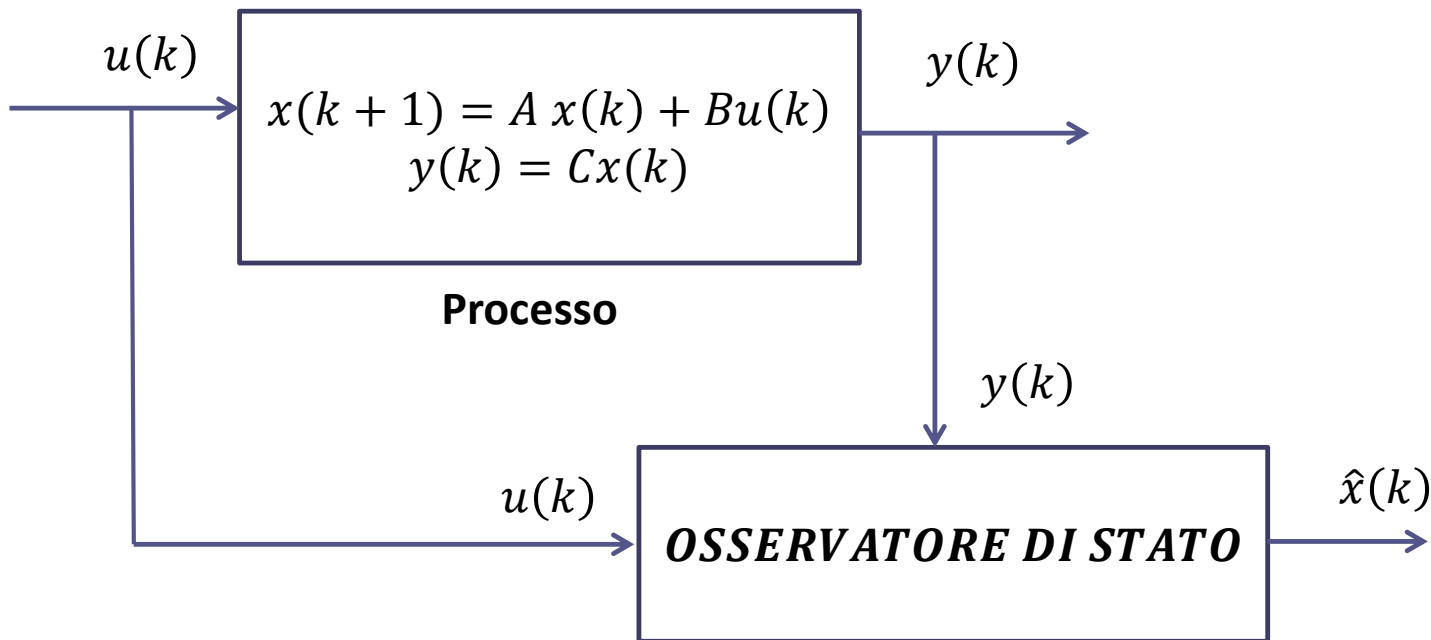 u(k)
x(k + 1) = A x(k) + Bu(k)
y(k) = Cx(k)
y(k)
Processo
y(k)
u(k)
OSSERVATORE DI STATO
x̂(k)